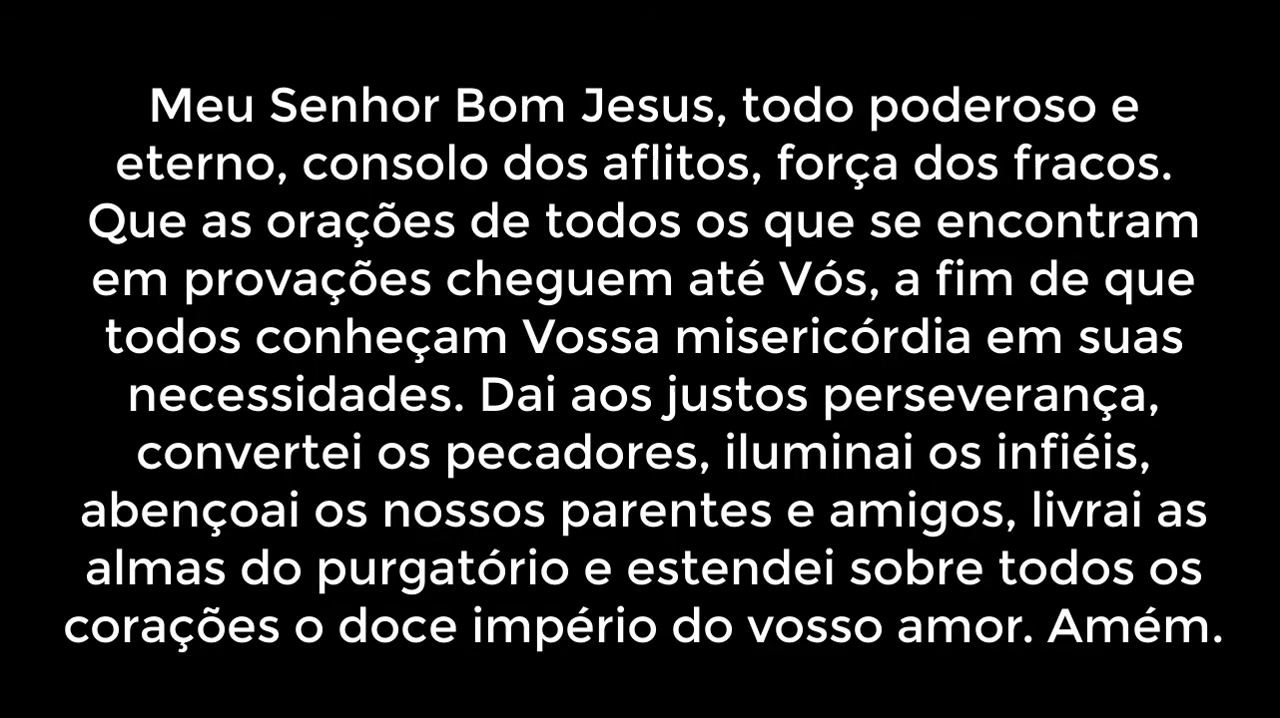 Meu Senhor Bom Jesus, todo poderoso e
eterno, consolo dos aflitos, força dos fracos.
Que as orações de todos os que se encontram
em provações cheguem até Vós, a fim de que
todos conheçam Vossa misericórdia em suas
necessidades. Dai aos justos perseverança,
convertei os pecadores, iluminai os infiéis,
abençoai os nossos parentes e amigos, livrai as
almas do purgatório e estendei sobre todos os
corações o doce império do vosso amor. Amém.